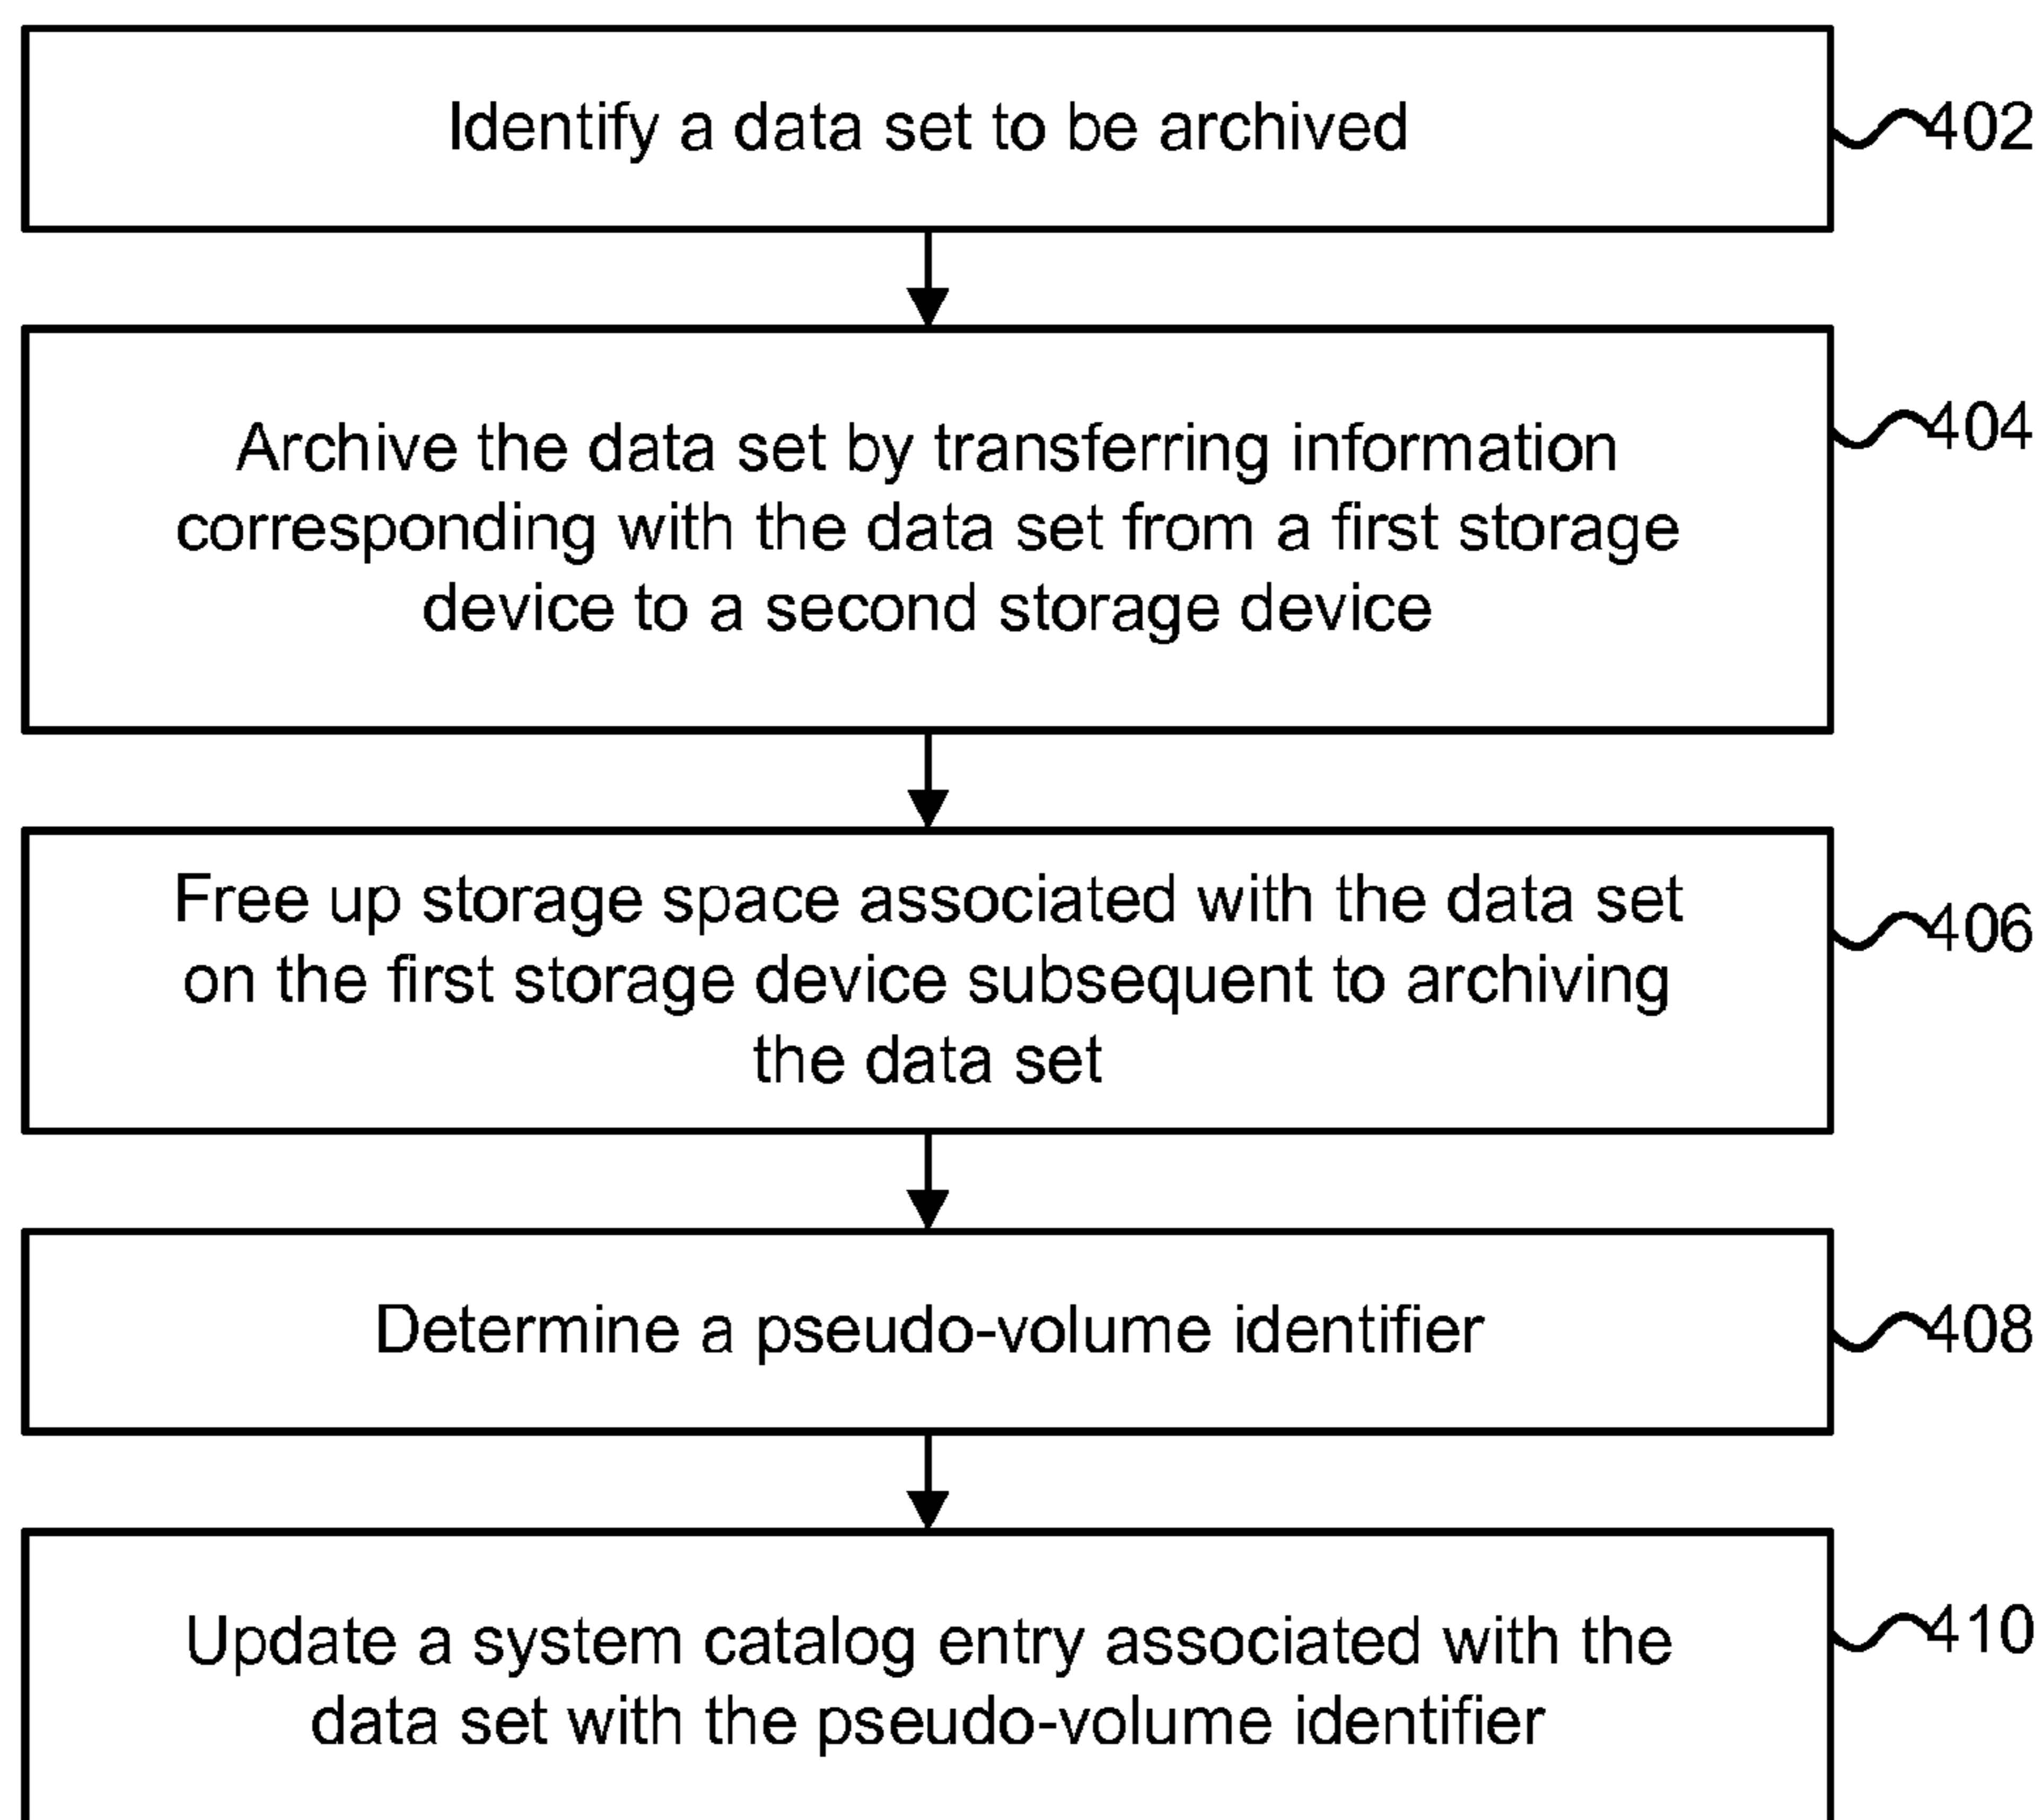 Identify a data set to be archived
402
Archive the data set by transferring information
corresponding with the data set from a first storage
device to a second storage device
404
Free up storage space associated with the data set
on the first storage device subsequent to archiving
the data set
406
Determine a pseudo-volume identifier
408
Update a system catalog entry associated with the
data set with the pseudo-volume identifier
410